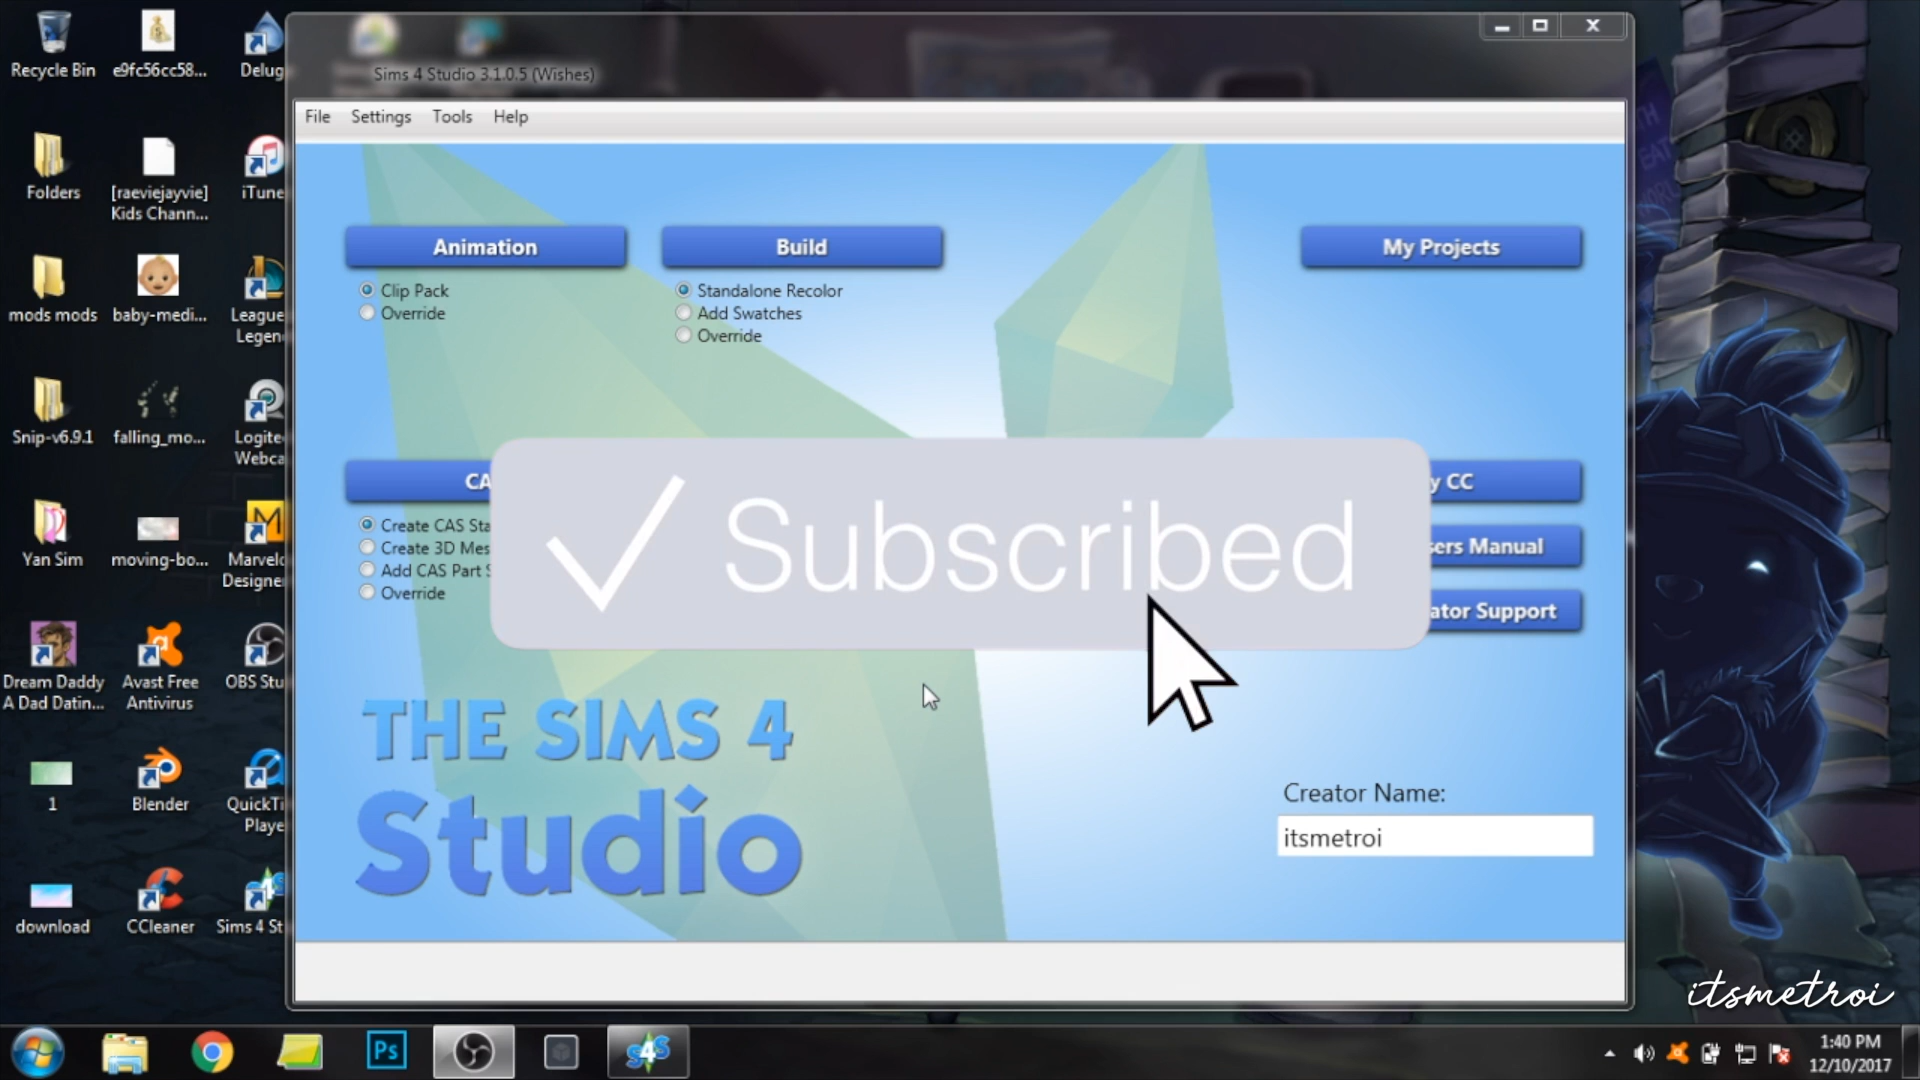 Recycle Bin
e9fc56cc58...
Delug
Sims 4 Studio 3.1.0.5 (Wishes)
File Settings Tools Help
Folders
[raeviejayvie]
Kids Chann...
iTune
mods mods
baby-medi...
League
Legen
Snip-v6.9.1
falling_mo...
Logite
Webca
Yan Sim
moving-bo...
Marvel
Designe
Dream Daddy
A Dad Datin...
Avast Free
Antivirus
OBS Stu
1
Blender
QuickTi
Playe
download
CCleaner
Sims 4 St
Animation
Clip Pack
Override
Build
Standalone Recolor
Add Swatches
Override
My Projects
CA
Create CAS Sta
Create 3D Mes
Add CAS Part S
Override
✓ Subscribed
y CC
sers Manual
ator Support
THE SIMS 4
Studio
Creator Name:
itsmetroi
itsmetroi
Ps
S4S
1:40 PM
12/10/2017